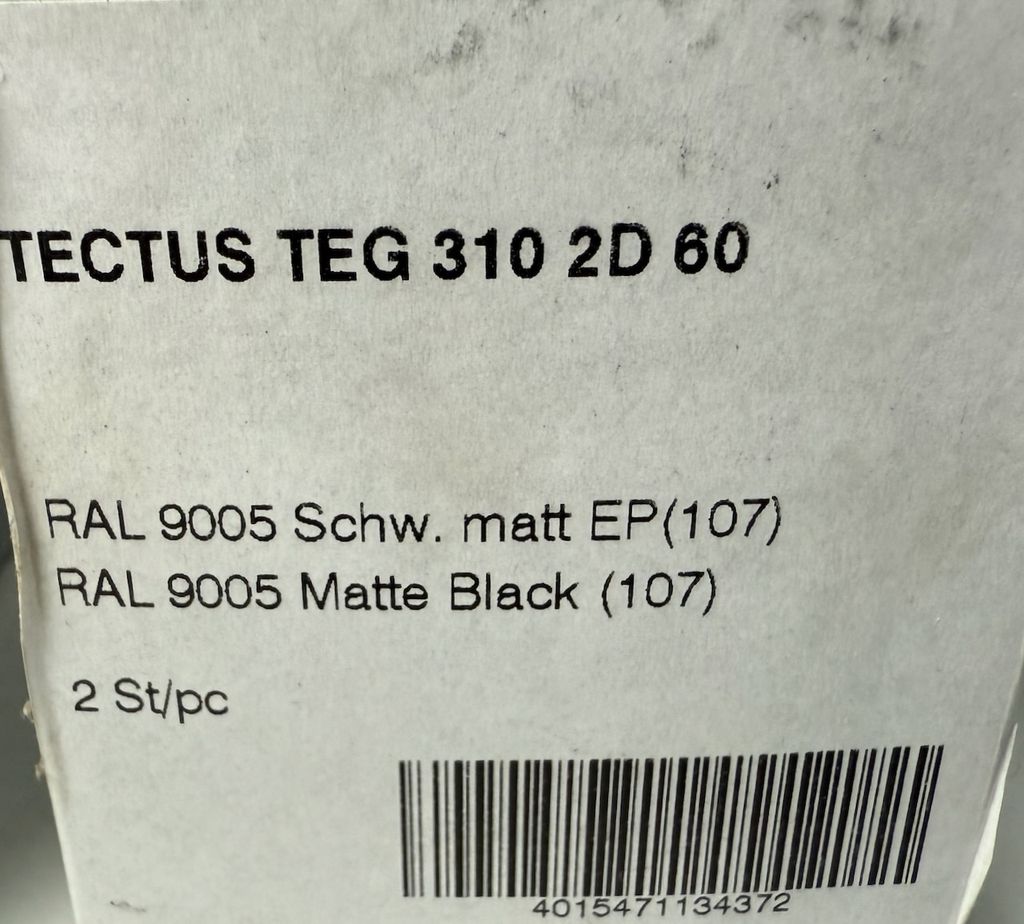 TECTUS TEG 310 2D 60
RAL 9005 Schw. matt EP(107)
RAL 9005 Matte Black (107)
2 St/pc
4015471134372